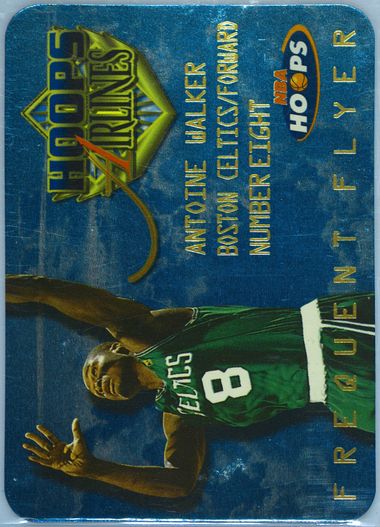 HOOPS
AIRLINES
ANTOINE WALKER
BOSTON CELTICS/FORWARD
NUMBER EIGHT
NBA
HOOPS
CELTICS
8
FREQUENT FLYER